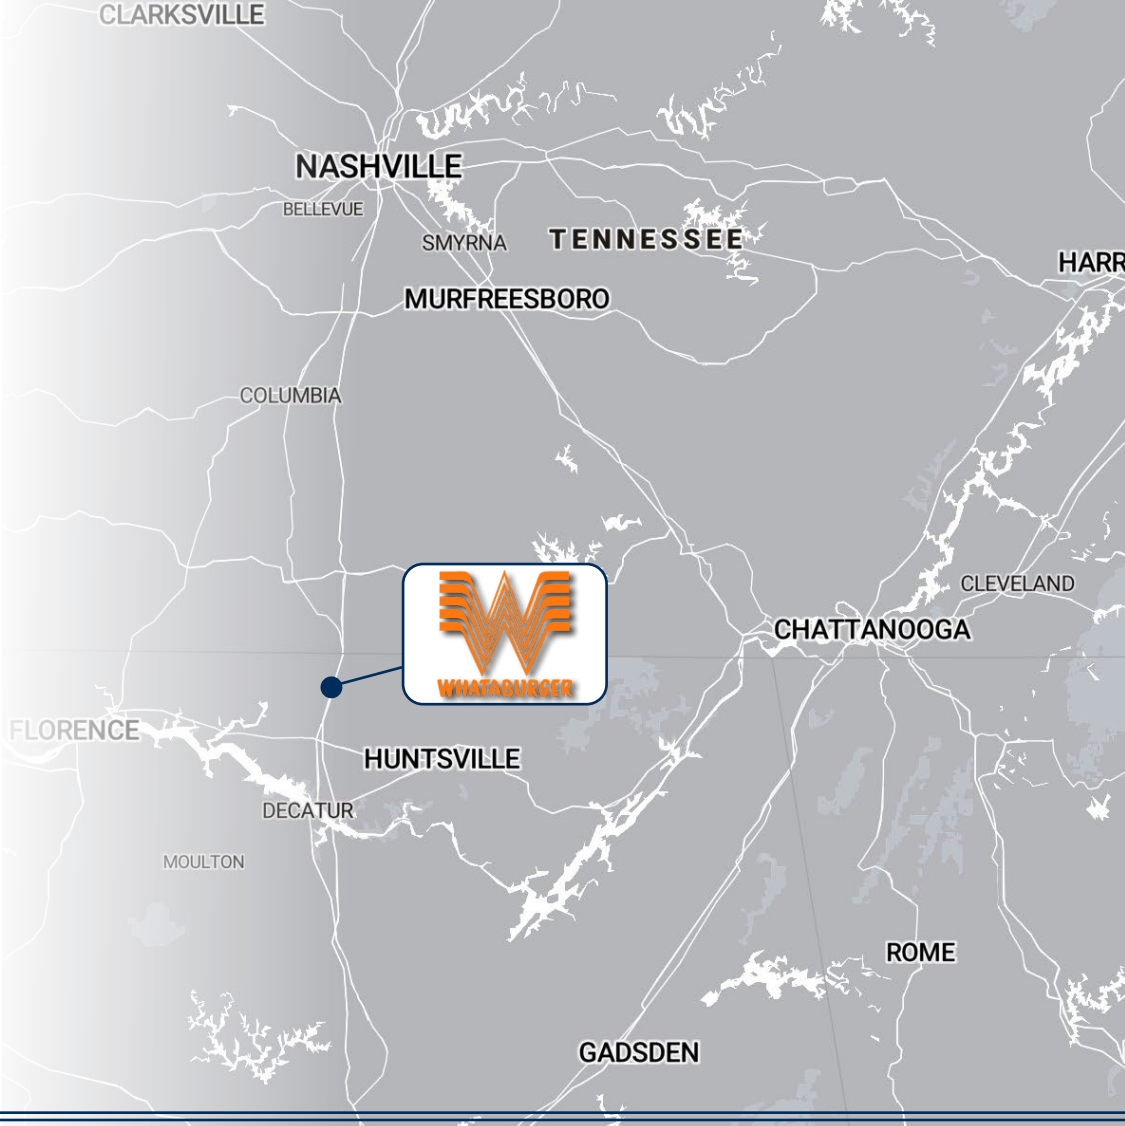 CLARKSVILLE
NASHVILLE
BELLEVUE
SMYRNA
TENNESSEE
HARR
MURFREESBORO
COLUMBIA
WHATABURGER
CLEVELAND
CHATTANOOGA
FLORENCE
HUNTSVILLE
DECATUR
MOULTON
ROME
GADSDEN